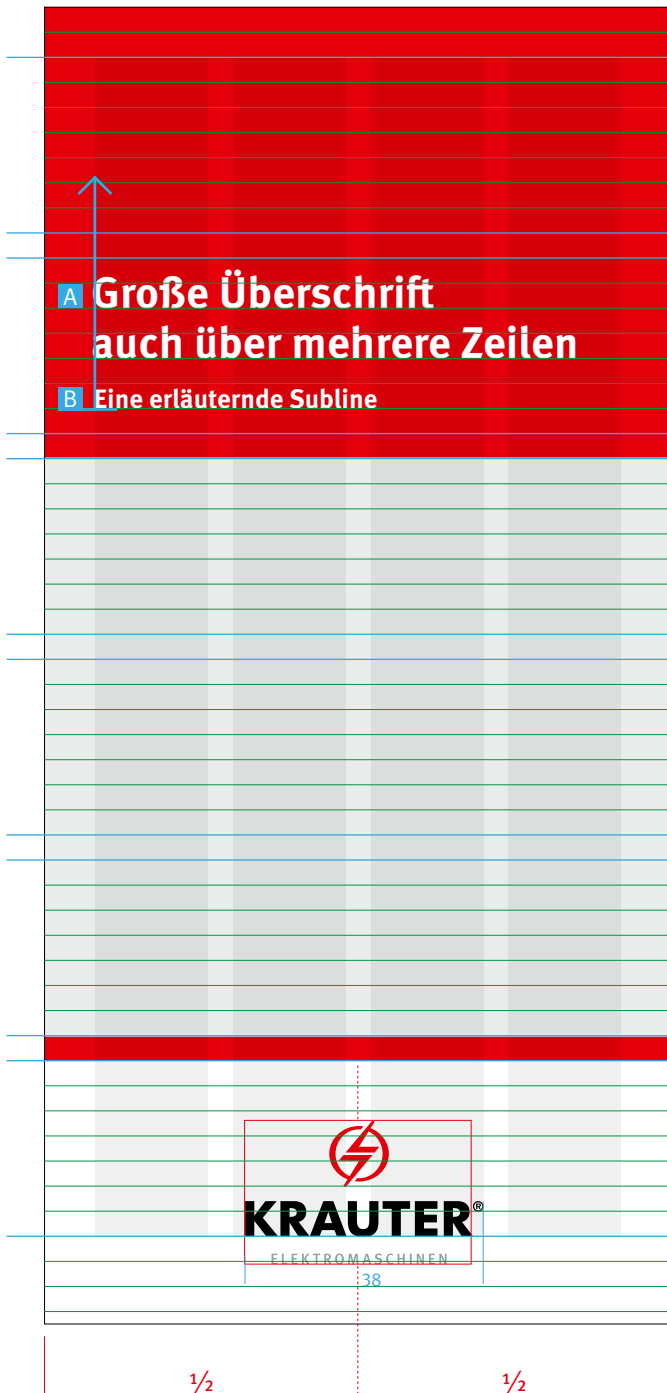 A Große Überschrift
auch über mehrere Zeilen
B Eine erläuternde Subline
KRAUTER®
ELEKTROMASCHINEN
38
½ ½